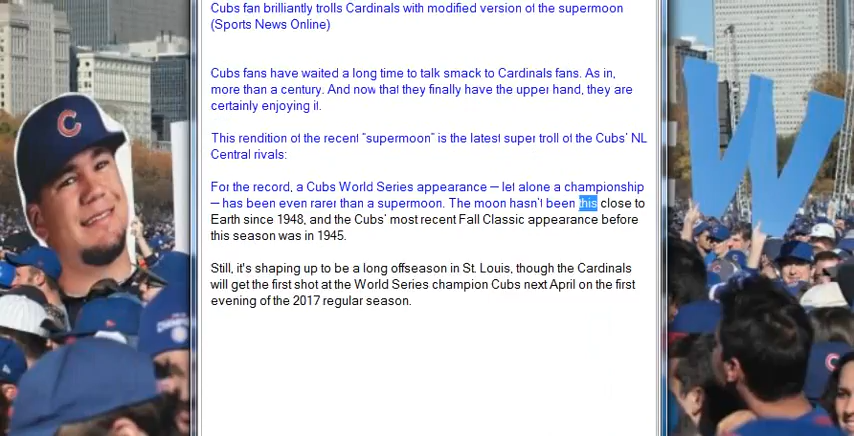 Cubs fan brilliantly trolls Cardinals with modified version of the supermoon
(Sports News Online)
Cubs fans have waited a long time to talk smack to Cardinals fans. As in,
more than a century. And now that they finally have the upper hand, they are
certainly enjoying it.
This rendition of the recent "supermoon" is the latest super troll of the Cubs' NL
Central rivals:
For the record, a Cubs World Series appearance — let alone a championship
— has been even rarer than a supermoon. The moon hasn't been this close to
Earth since 1948, and the Cubs' most recent Fall Classic appearance before
this season was in 1945.
Still, it's shaping up to be a long offseason in St. Louis, though the Cardinals
will get the first shot at the World Series champion Cubs next April on the first
evening of the 2017 regular season.
C
W
C